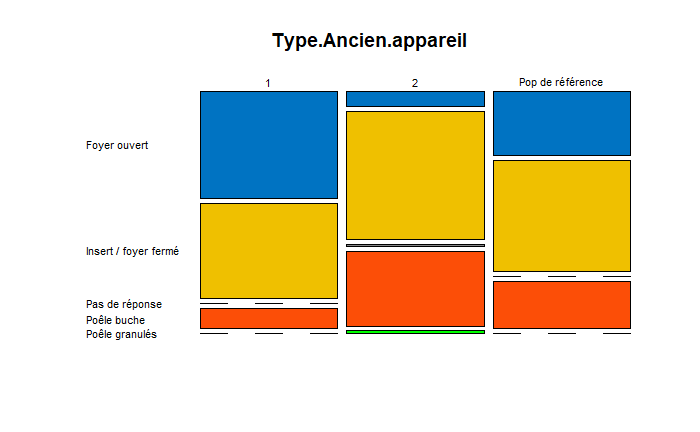 Type.Ancien.appareil
1 2 Pop de référence
Foyer ouvert
Insert / foyer fermé
Pas de réponse
Poêle buche
Poêle granulés